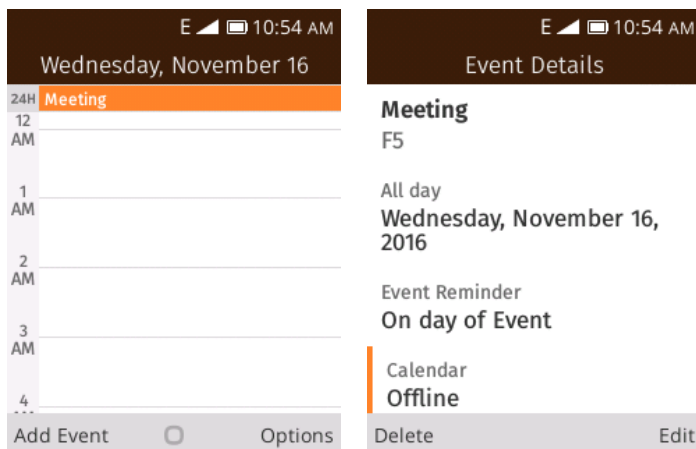 E 10:54 AM
Wednesday, November 16
24H Meeting
12
AM
1
AM
2
AM
3
AM
4
Add Event Options
E 10:54 AM
Event Details
Meeting
F5
All day
Wednesday, November 16,
2016
Event Reminder
On day of Event
Calendar
Offline
Delete Edit